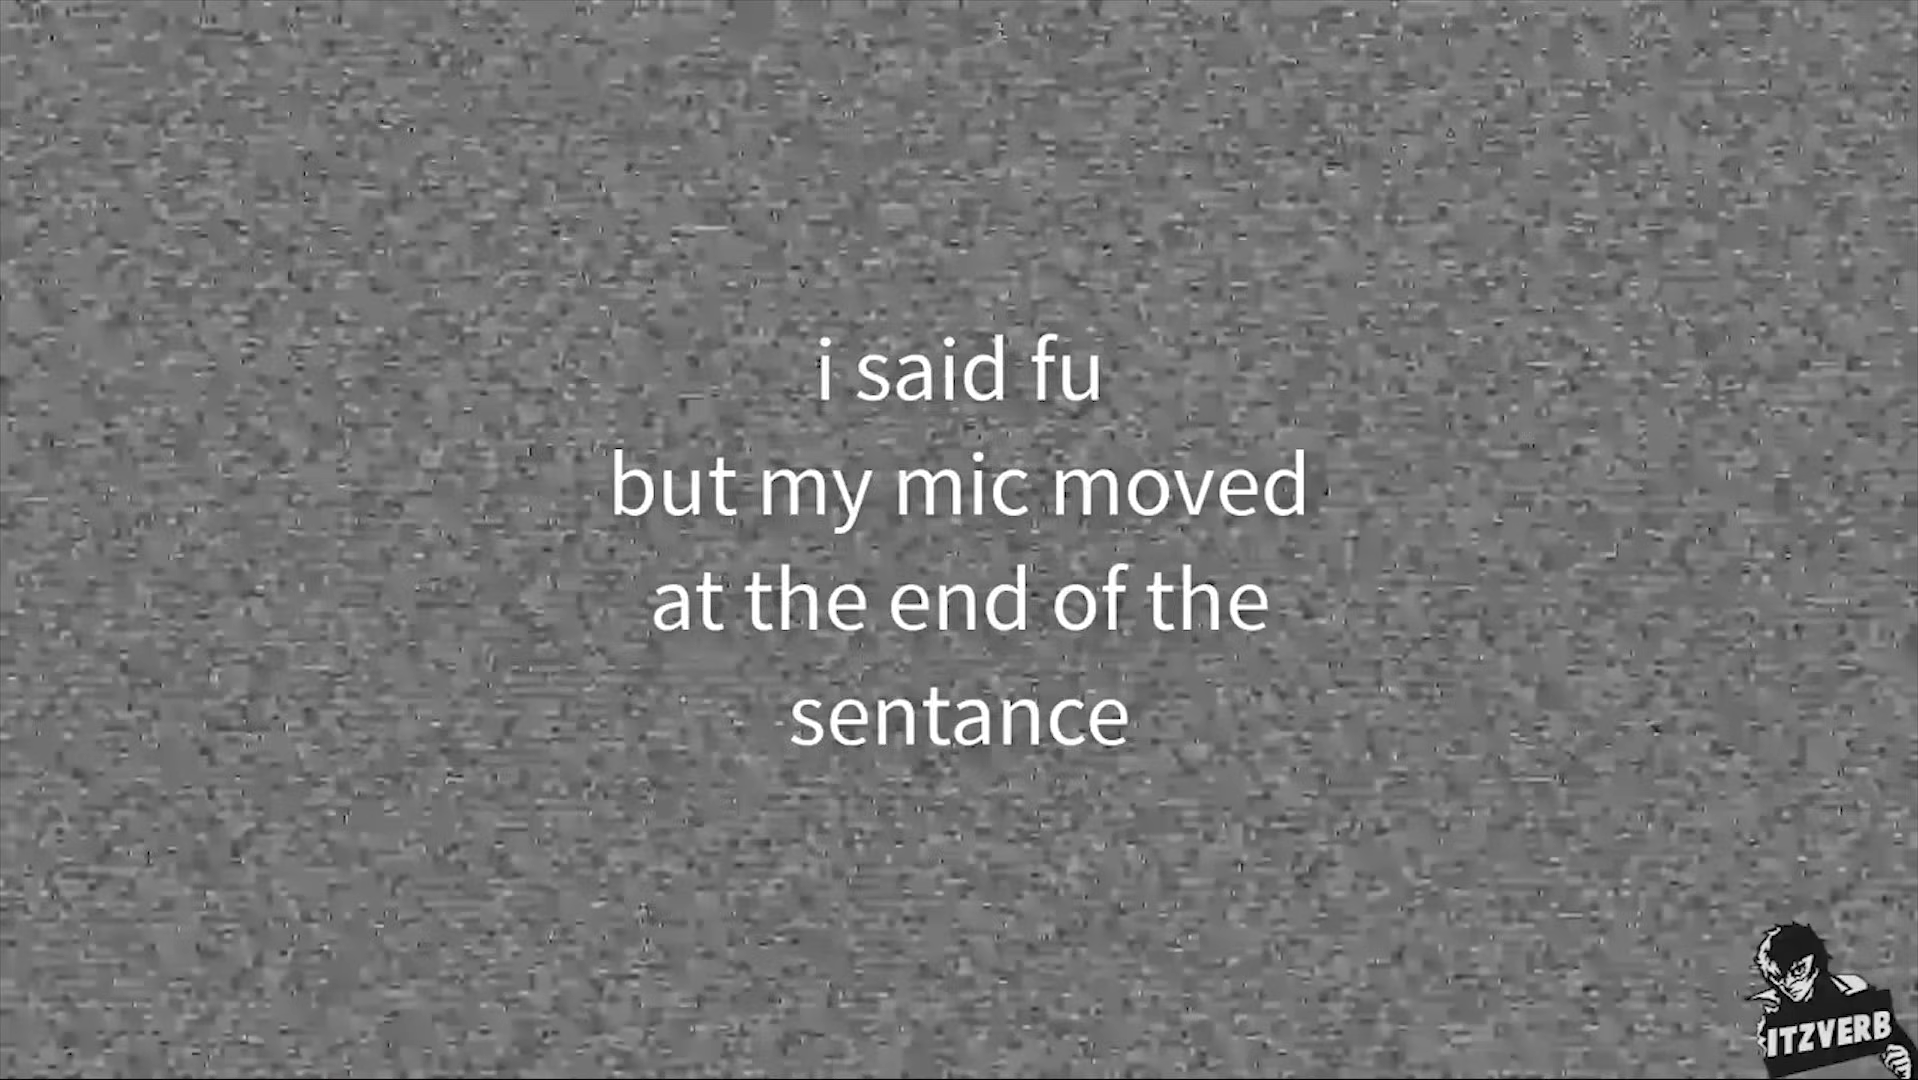 i said fu
but my mic moved
at the end of the
sentance
ITZVERB